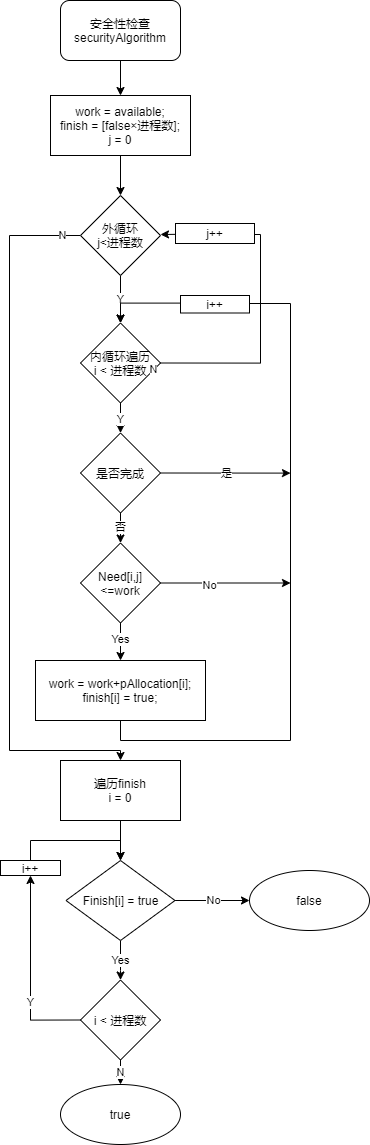 安全性检查
securityAlgorithm
work = available;
finish = [false×进程数];
j = 0
外循环
j<进程数
N
j++
Y
i++
内循环遍历
i < 进程数
N
Y
是否完成
是
否
Need[i,j]
<=work
No
Yes
work = work+pAllocation[i];
finish[i] = true;
遍历finish
i = 0
i++
Finish[i] = true
No
false
Yes
i < 进程数
Y
N
true